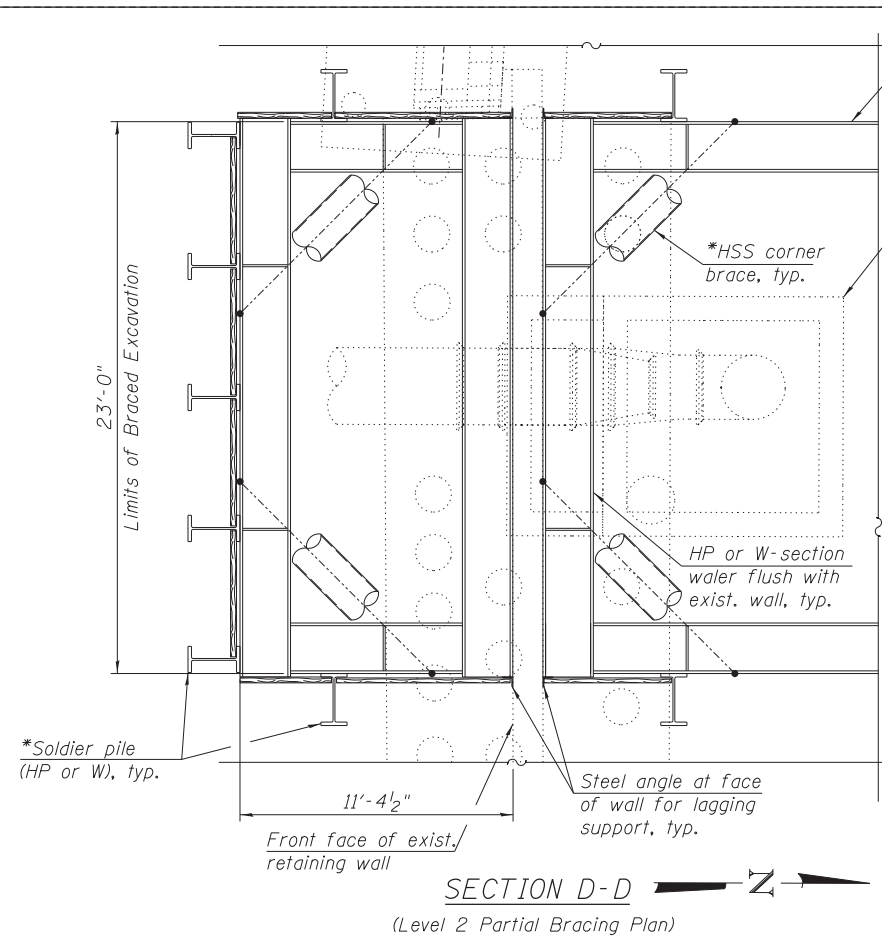 *HSS corner
brace, typ.
23'-0"
Limits of Braced Excavation
HP or W-section
waler flush with
exist. wall, typ.
*Soldier pile
(HP or W), typ.
11'-4 1/2"
Steel angle at face
of wall for lagging
support, typ.
Front face of exist.
retaining wall
SECTION D-D
N
(Level 2 Partial Bracing Plan)